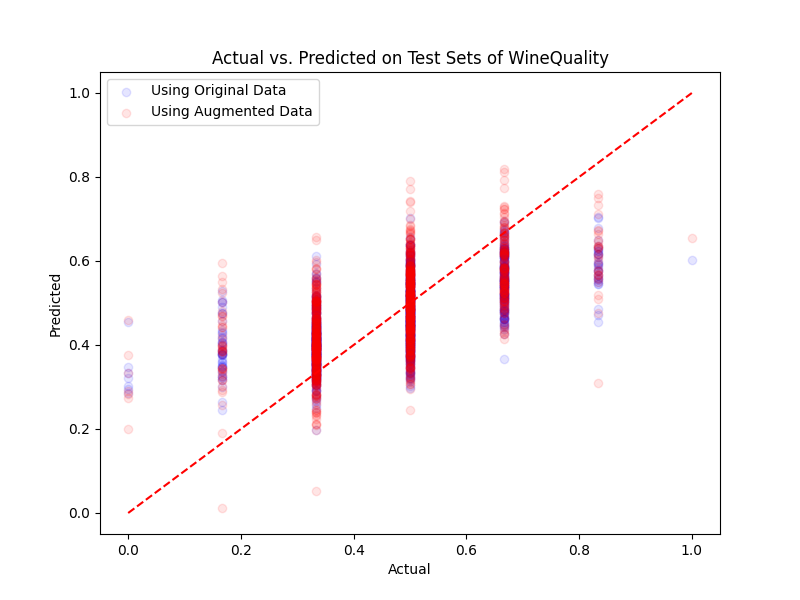 Actual vs. Predicted on Test Sets of WineQuality
Using Original Data
Using Augmented Data
1.0
0.8
0.6
0.4
0.2
0.0
Predicted
0.0 0.2 0.4 0.6 0.8 1.0
Actual